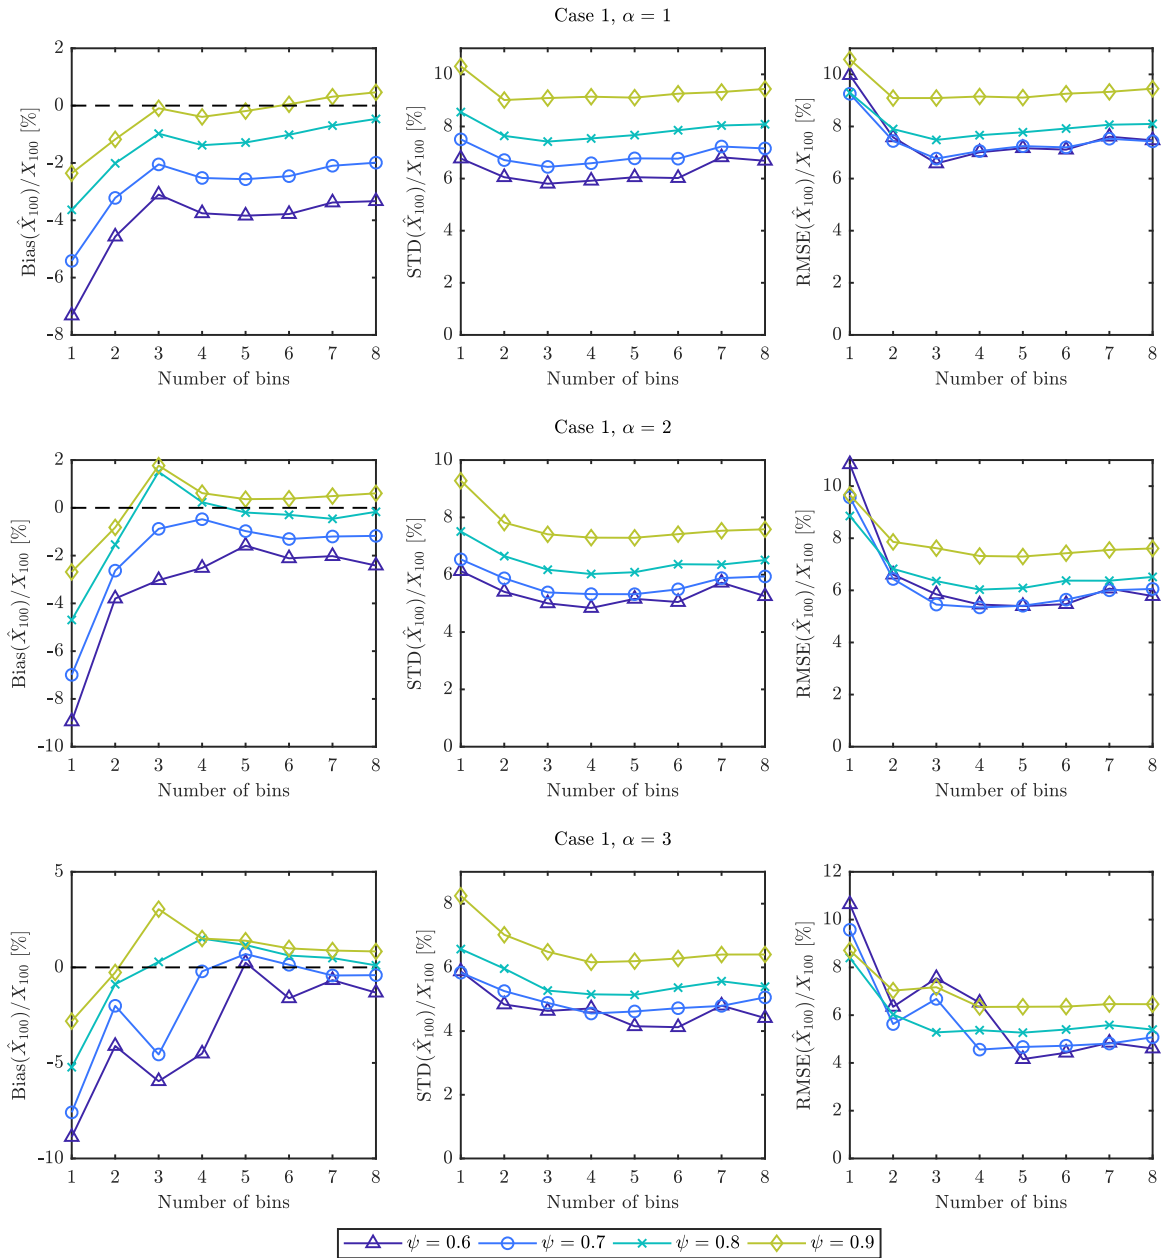 Case 1, α = 1
Bias(X̂₁₀₀)/X₁₀₀ [%]
2
0
-2
-4
-6
-8
1 2 3 4 5 6 7 8
Number of bins
STD(X̂₁₀₀)/X₁₀₀ [%]
10
8
6
4
2
0
1 2 3 4 5 6 7 8
Number of bins
RMSE(X̂₁₀₀)/X₁₀₀ [%]
10
8
6
4
2
0
1 2 3 4 5 6 7 8
Number of bins
Case 1, α = 2
Bias(X̂₁₀₀)/X₁₀₀ [%]
2
0
-2
-4
-6
-8
-10
1 2 3 4 5 6 7 8
Number of bins
STD(X̂₁₀₀)/X₁₀₀ [%]
10
8
6
4
2
0
1 2 3 4 5 6 7 8
Number of bins
RMSE(X̂₁₀₀)/X₁₀₀ [%]
10
8
6
4
2
0
1 2 3 4 5 6 7 8
Number of bins
Case 1, α = 3
Bias(X̂₁₀₀)/X₁₀₀ [%]
5
0
-5
-10
1 2 3 4 5 6 7 8
Number of bins
STD(X̂₁₀₀)/X₁₀₀ [%]
8
6
4
2
0
1 2 3 4 5 6 7 8
Number of bins
RMSE(X̂₁₀₀)/X₁₀₀ [%]
12
10
8
6
4
2
0
1 2 3 4 5 6 7 8
Number of bins
ψ = 0.6 ψ = 0.7 ψ = 0.8 ψ = 0.9